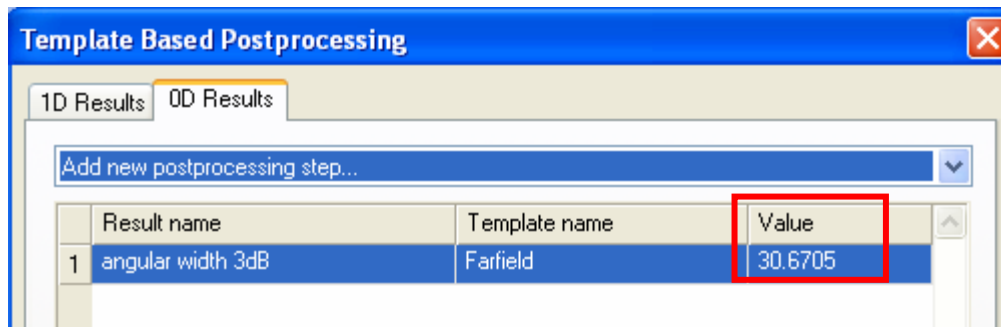 Template Based Postprocessing
1D Results 0D Results
Add new postprocessing step...
Result name Template name Value
1 angular width 3dB Farfield 30.6705